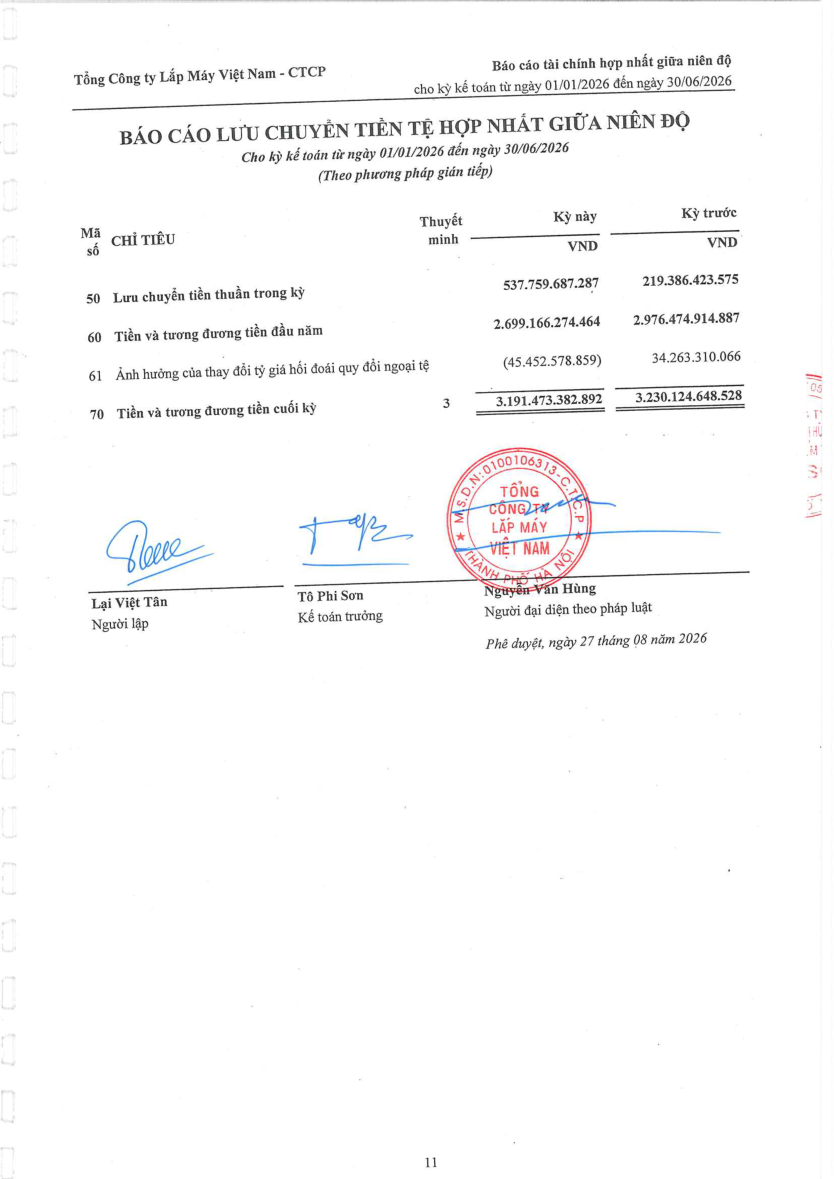 Tổng Công ty Lắp Máy Việt Nam - CTCP
Báo cáo tài chính hợp nhất giữa niên độ
cho kỳ kế toán từ ngày 01/01/2026 đến ngày 30/06/2026
BÁO CÁO LƯU CHUYỂN TIỀN TỆ HỢP NHẤT GIỮA NIÊN ĐỘ
Cho kỳ kế toán từ ngày 01/01/2026 đến ngày 30/06/2026
(Theo phương pháp gián tiếp)
Mã số CHỈ TIÊU Thuyết minh Kỳ này Kỳ trước
VND VND
50 Lưu chuyển tiền thuần trong kỳ 537.759.687.287 219.386.423.575
60 Tiền và tương đương tiền đầu năm 2.699.166.274.464 2.976.474.914.887
61 Ảnh hưởng của thay đổi tỷ giá hối đoái quy đổi ngoại tệ (45.452.578.859) 34.263.310.066
70 Tiền và tương đương tiền cuối kỳ 3 3.191.473.382.892 3.230.124.648.528
M.S.D.N:0100106313-C.T.C.P
TỔNG
CÔNG TY
LẮP MÁY
VIỆT NAM
THÀNH PHỐ HÀ NỘI
Lại Việt Tân Tô Phi Sơn Nguyễn Văn Hùng
Người lập Kế toán trưởng Người đại diện theo pháp luật
Phê duyệt, ngày 27 tháng 08 năm 2026
11